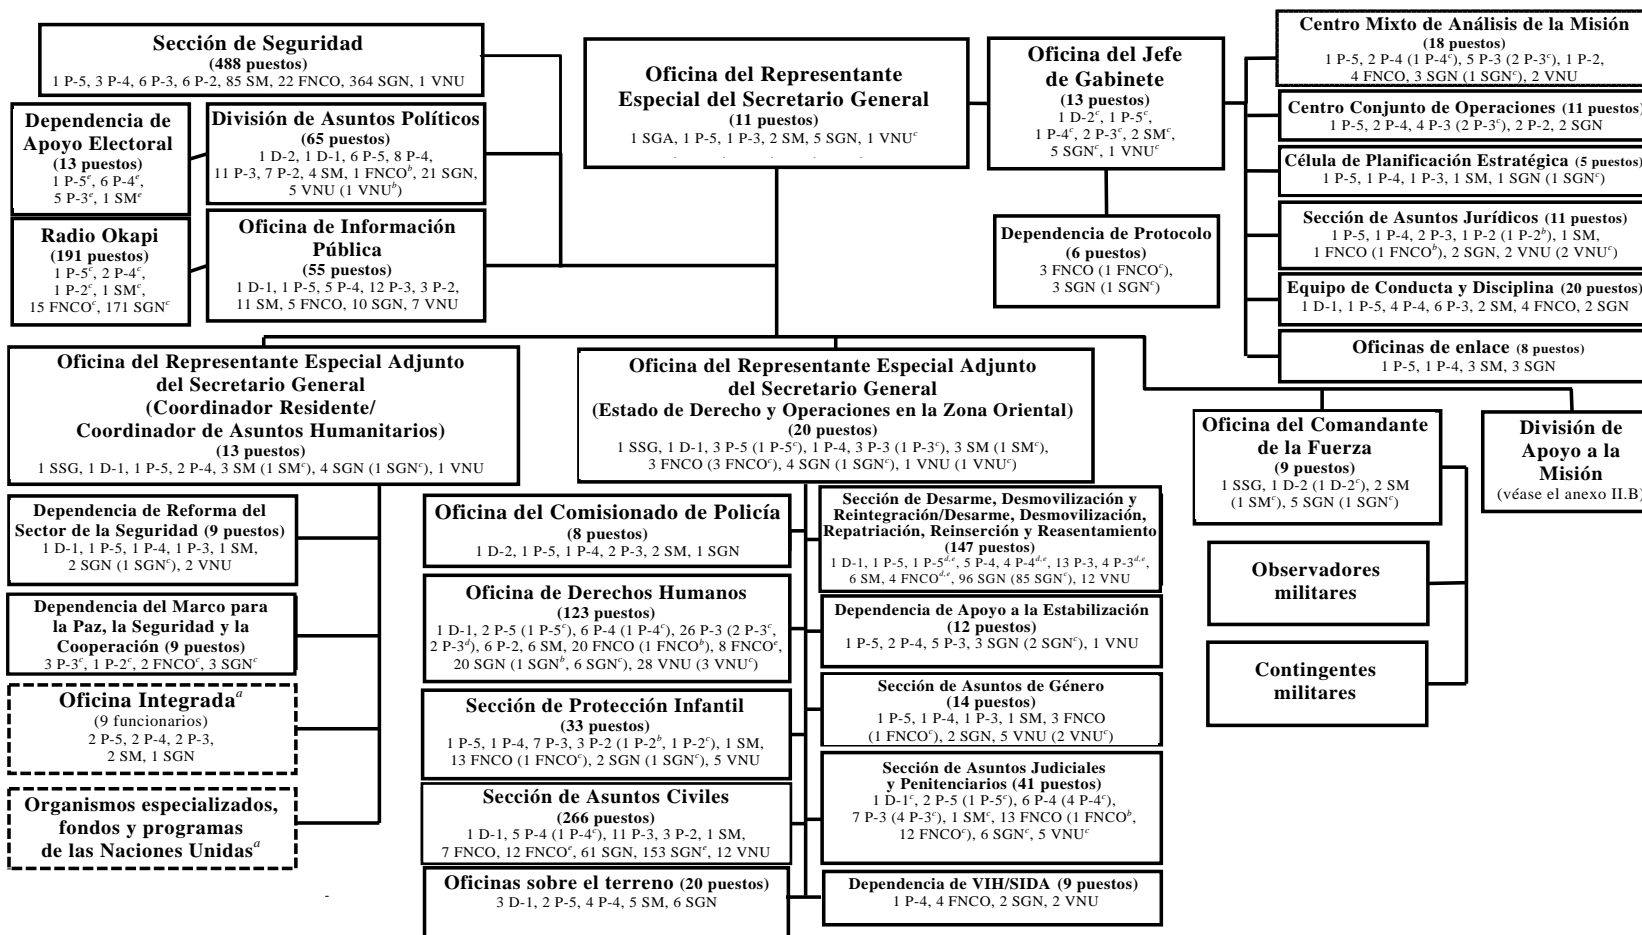 Sección de Seguridad
(488 puestos)
1 P-5, 3 P-4, 6 P-3, 6 P-2, 85 SM, 22 FNCO, 364 SGN, 1 VNU
Dependencia de
Apoyo Electoral
(13 puestos)
1 P-5e, 6 P-4e,
5 P-3e, 1 SMe
División de Asuntos Políticos
(65 puestos)
1 D-2, 1 D-1, 6 P-5, 8 P-4,
11 P-3, 7 P-2, 4 SM, 1 FNCOb, 21 SGN,
5 VNU (1 VNUb)
Radio Okapi
(191 puestos)
1 P-5c, 2 P-4c,
1 P-2c, 1 SMc,
15 FNCOc, 171 SGNc
Oficina de Información
Pública
(55 puestos)
1 D-1, 1 P-5, 5 P-4, 12 P-3, 3 P-2,
11 SM, 5 FNCO, 10 SGN, 7 VNU
Oficina del Representante
Especial del Secretario General
(11 puestos)
1 SGA, 1 P-5, 1 P-3, 2 SM, 5 SGN, 1 VNUc
Oficina del Jefe
de Gabinete
(13 puestos)
1 D-2c, 1 P-5c,
1 P-4c, 2 P-3c, 2 SMc,
5 SGNc, 1 VNUc
Dependencia de Protocolo
(6 puestos)
3 FNCO (1 FNCOc),
3 SGN (1 SGNc)
Centro Mixto de Análisis de la Misión
(18 puestos)
1 P-5, 2 P-4 (1 P-4c), 5 P-3 (2 P-3c), 1 P-2,
4 FNCO, 3 SGN (1 SGNc), 2 VNU
Centro Conjunto de Operaciones (11 puestos)
1 P-5, 2 P-4, 4 P-3 (2 P-3c), 2 P-2, 2 SGN
Célula de Planificación Estratégica (5 puestos)
1 P-5, 1 P-4, 1 P-3, 1 SM, 1 SGN (1 SGNc)
Sección de Asuntos Jurídicos (11 puestos)
1 P-5, 1 P-4, 2 P-3, 1 P-2 (1 P-2b), 1 SM,
1 FNCO (1 FNCOb), 2 SGN, 2 VNU (2 VNUc)
Equipo de Conducta y Disciplina (20 puestos)
1 D-1, 1 P-5, 4 P-4, 6 P-3, 2 SM, 4 FNCO, 2 SGN
Oficinas de enlace (8 puestos)
1 P-5, 1 P-4, 3 SM, 3 SGN
Oficina del Representante Especial Adjunto
del Secretario General
(Coordinador Residente/
Coordinador de Asuntos Humanitarios)
(13 puestos)
1 SSG, 1 D-1, 1 P-5, 2 P-4, 3 SM (1 SMc), 4 SGN (1 SGNc), 1 VNU
Oficina del Representante Especial Adjunto
del Secretario General
(Estado de Derecho y Operaciones en la Zona Oriental)
(20 puestos)
1 SSG, 1 D-1, 3 P-5 (1 P-5c), 1 P-4, 3 P-3 (1 P-3c), 3 SM (1 SMc),
3 FNCO (3 FNCOc), 4 SGN (1 SGNc), 1 VNU (1 VNUc)
Oficina del Comandante
de la Fuerza
(9 puestos)
1 SSG, 1 D-2 (1 D-2c), 2 SM
(1 SMc), 5 SGN (1 SGNc)
División de
Apoyo a la
Misión
(véase el anexo II.B)
Observadores
militares
Contingentes
militares
Dependencia de Reforma del
Sector de la Seguridad (9 puestos)
1 D-1, 1 P-5, 1 P-4, 1 P-3, 1 SM,
2 SGN (1 SGNc), 2 VNU
Dependencia del Marco para
la Paz, la Seguridad y la
Cooperación (9 puestos)
3 P-3c, 1 P-2c, 2 FNCOc, 3 SGNc
Oficina Integradaa
(9 funcionarios)
2 P-5, 2 P-4, 2 P-3,
2 SM, 1 SGN
Organismos especializados,
fondos y programas
de las Naciones Unidasa
Oficina del Comisionado de Policía
(8 puestos)
1 D-2, 1 P-5, 1 P-4, 2 P-3, 2 SM, 1 SGN
Oficina de Derechos Humanos
(123 puestos)
1 D-1, 2 P-5 (1 P-5c), 6 P-4 (1 P-4c), 26 P-3 (2 P-3c,
2 P-3d), 6 P-2, 6 SM, 20 FNCO (1 FNCOb), 8 FNCOe,
20 SGN (1 SGNb, 6 SGNc), 28 VNU (3 VNUc)
Sección de Protección Infantil
(33 puestos)
1 P-5, 1 P-4, 7 P-3, 3 P-2 (1 P-2b, 1 P-2c), 1 SM,
13 FNCO (1 FNCOc), 2 SGN (1 SGNc), 5 VNU
Sección de Asuntos Civiles
(266 puestos)
1 D-1, 5 P-4 (1 P-4c), 11 P-3, 3 P-2, 1 SM,
7 FNCO, 12 FNCOe, 61 SGN, 153 SGNe, 12 VNU
Oficinas sobre el terreno (20 puestos)
3 D-1, 2 P-5, 4 P-4, 5 SM, 6 SGN
Sección de Desarme, Desmovilización y
Reintegración/Desarme, Desmovilización,
Repatriación, Reinserción y Reasentamiento
(147 puestos)
1 D-1, 1 P-5, 1 P-5d,e, 5 P-4, 4 P-4d,e, 13 P-3, 4 P-3d,e,
6 SM, 4 FNCOd,e, 96 SGN (85 SGNc), 12 VNU
Dependencia de Apoyo a la Estabilización
(12 puestos)
1 P-5, 2 P-4, 5 P-3, 3 SGN (2 SGNc), 1 VNU
Sección de Asuntos de Género
(14 puestos)
1 P-5, 1 P-4, 1 P-3, 1 SM, 3 FNCO
(1 FNCOc), 2 SGN, 5 VNU (2 VNUc)
Sección de Asuntos Judiciales
y Penitenciarios (41 puestos)
1 D-1c, 2 P-5 (1 P-5c), 6 P-4 (4 P-4c),
7 P-3 (4 P-3c), 1 SMc, 13 FNCO (1 FNCOb,
12 FNCOc), 6 SGNc, 5 VNUc
Dependencia de VIH/SIDA (9 puestos)
1 P-4, 4 FNCO, 2 SGN, 2 VNU